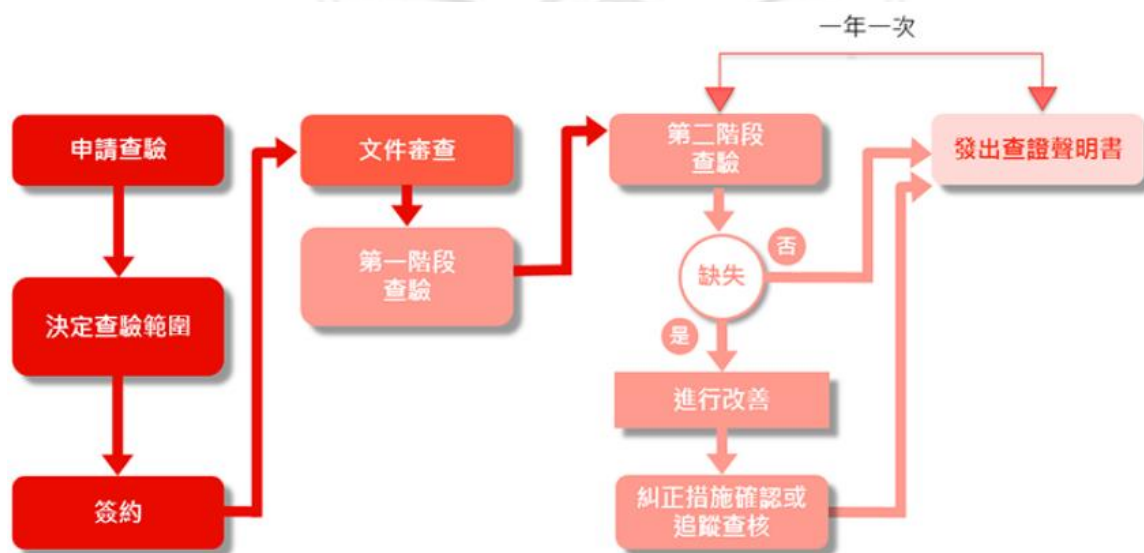 一年一次
申請查驗
決定查驗範圍
簽約
文件審查
第一階段
查驗
第二階段
查驗
缺失
否
是
進行改善
糾正措施確認或
追蹤查核
發出查證聲明書